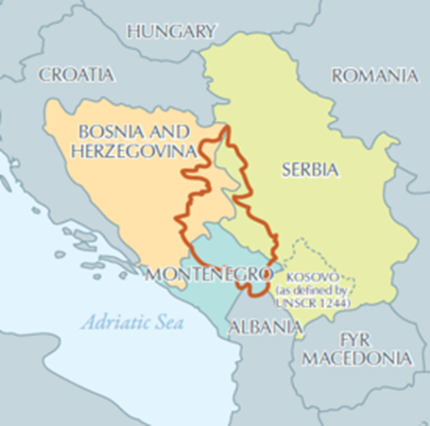 HUNGARY
CROATIA
ROMANIA
BOSNIA AND
HERZEGOVINA
SERBIA
MONTENEGRO
KOSOVO
(as defined by
UNSCR 1244)
Adriatic Sea
ALBANIA
FYR
MACEDONIA